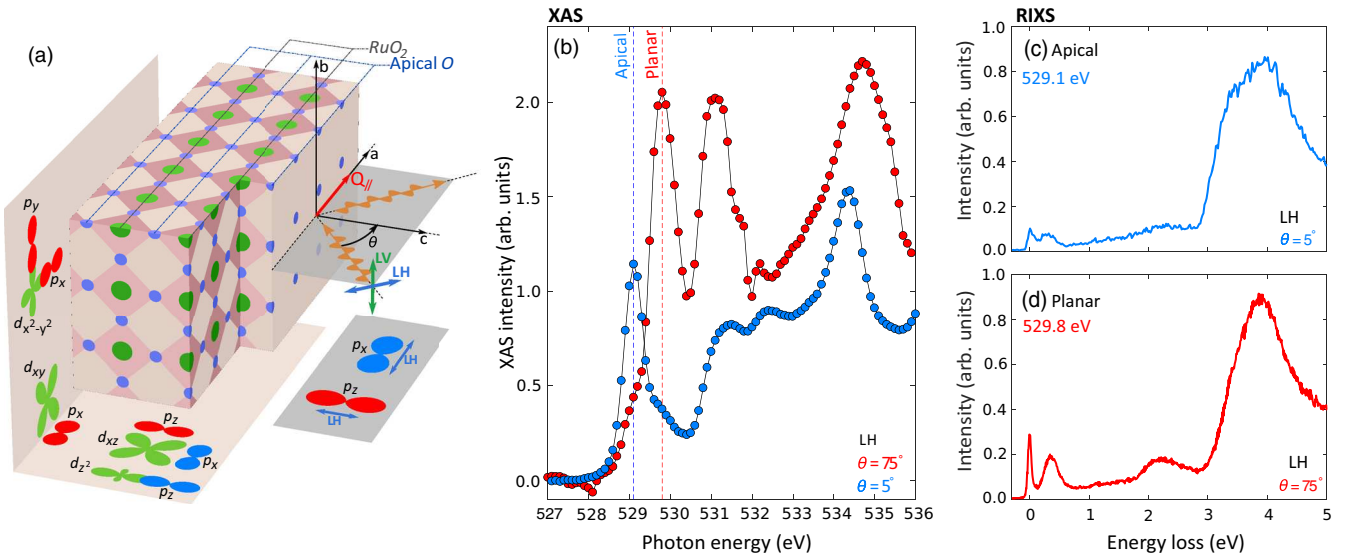 (a)
RuO2
Apical O
b
a
Q//
c
θ
LV
LH
py
px
dx²-y²
dxy
px
pz
dxz
px
dz²
pz
px
LH
pz
LH
XAS
(b)
Apical
Planar
XAS intensity (arb. units)
2.0
1.5
1.0
0.5
0.0
LH
θ = 75°
θ = 5°
527 528 529 530 531 532 533 534 535 536
Photon energy (eV)
RIXS
(c) Apical
529.1 eV
Intensity (arb. units)
1.0
0.8
0.6
0.4
0.2
0.0
LH
θ = 5°
(d) Planar
529.8 eV
Intensity (arb. units)
1.0
0.8
0.6
0.4
0.2
0.0
LH
θ = 75°
0 1 2 3 4 5
Energy loss (eV)